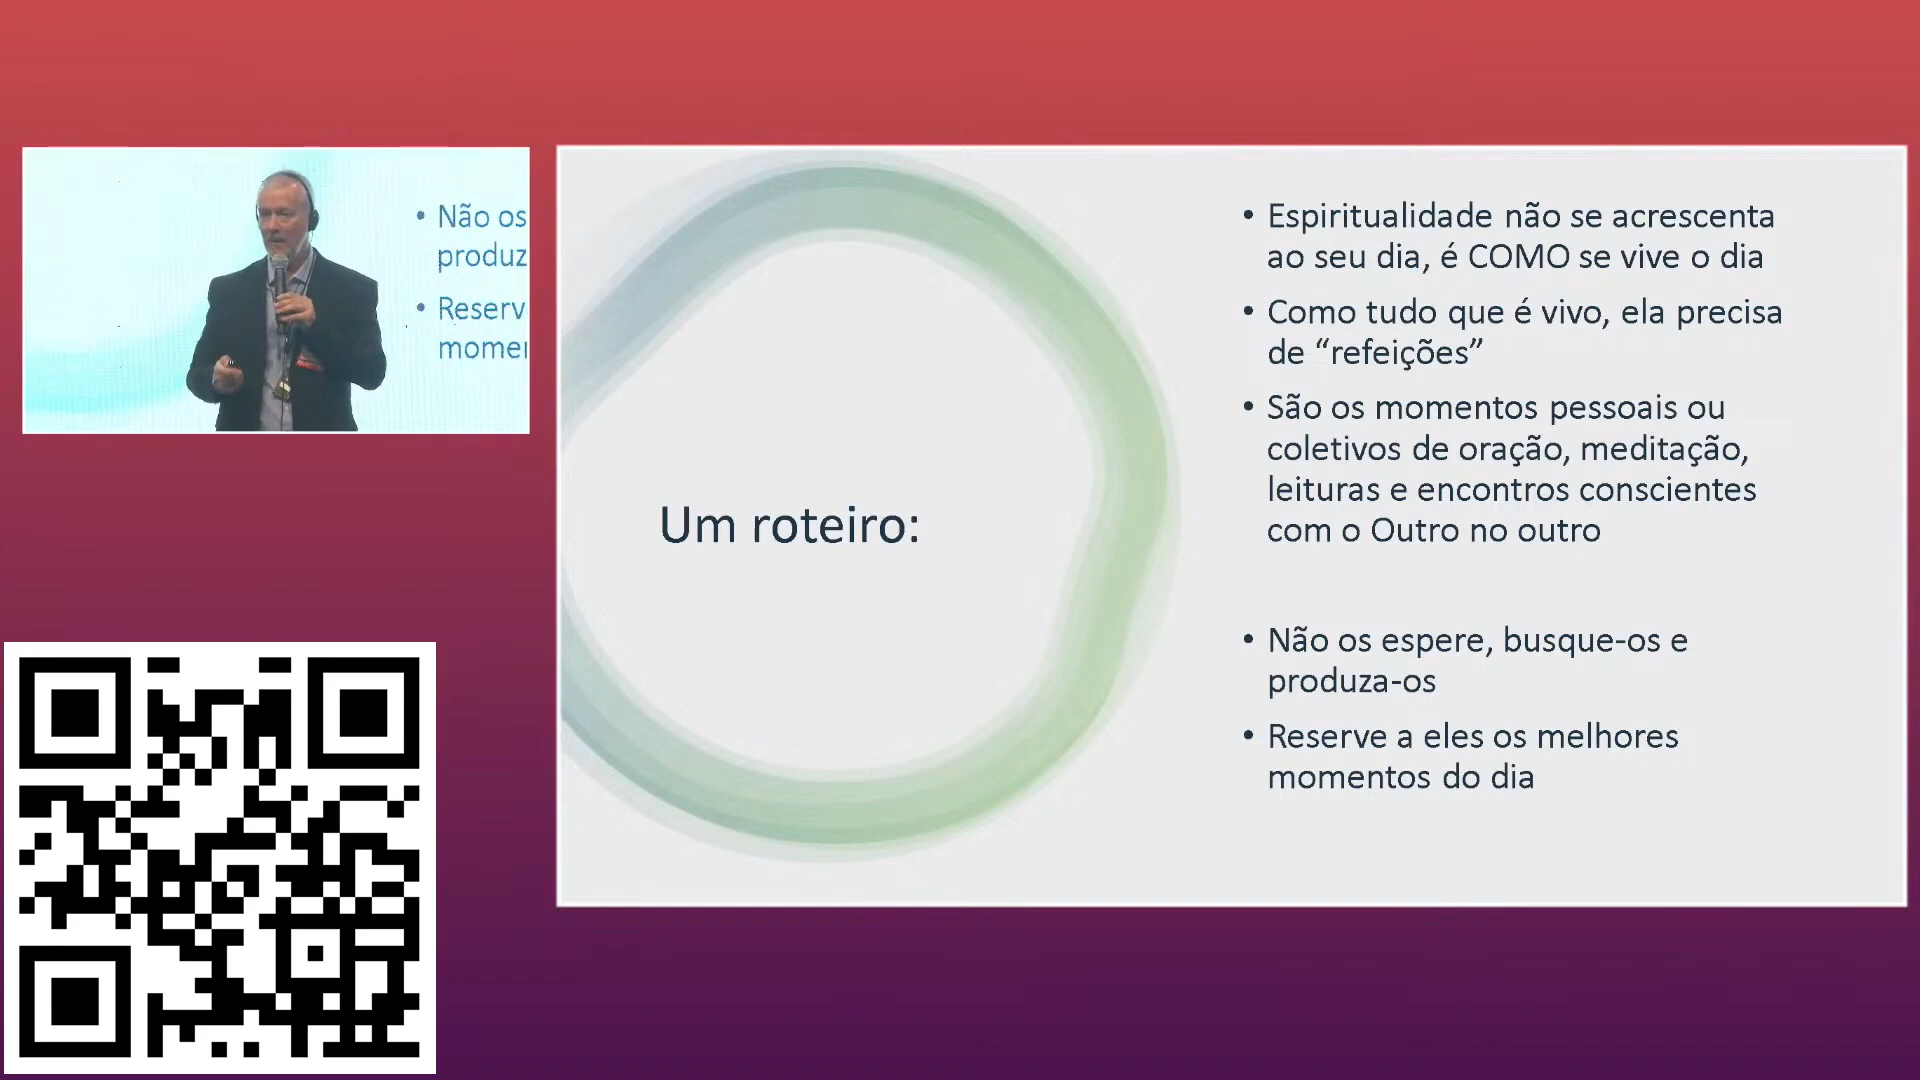 Não os
produz
Reserv
momen
Um roteiro:
• Espiritualidade não se acrescenta
ao seu dia, é COMO se vive o dia
• Como tudo que é vivo, ela precisa
de “refeições”
• São os momentos pessoais ou
coletivos de oração, meditação,
leituras e encontros conscientes
com o Outro no outro
• Não os espere, busque-os e
produza-os
• Reserve a eles os melhores
momentos do dia